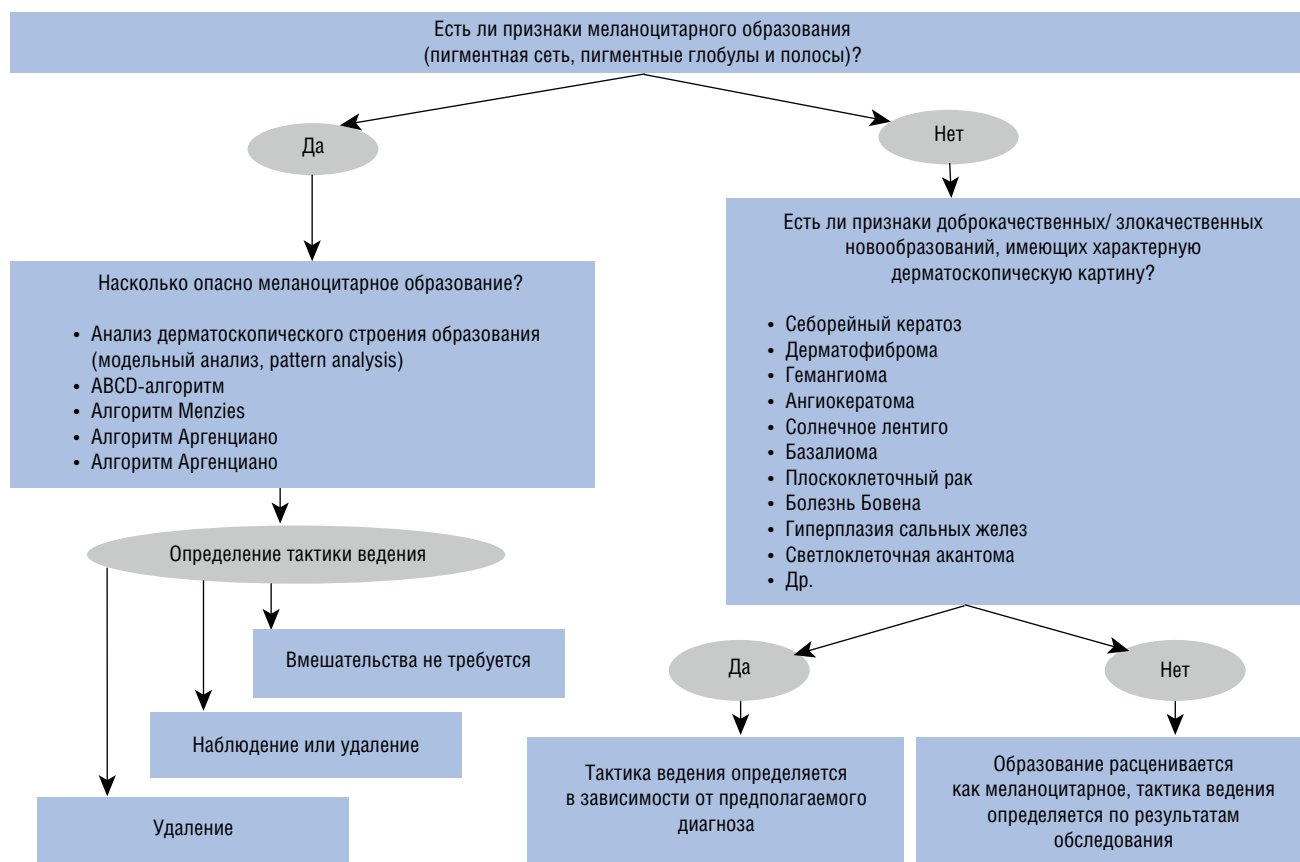 Есть ли признаки меланоцитарного образования
(пигментная сеть, пигментные глобулы и полосы)?
Да
Нет
Насколько опасно меланоцитарное образование?
• Анализ дерматоскопического строения образования
(модельный анализ, pattern analysis)
• ABCD-алгоритм
• Алгоритм Menzies
• Алгоритм Аргенциано
• Алгоритм Аргенциано
Определение тактики ведения
Вмешательства не требуется
Наблюдение или удаление
Удаление
Есть ли признаки доброкачественных/ злокачественных
новообразований, имеющих характерную
дерматоскопическую картину?
• Себорейный кератоз
• Дерматофиброма
• Гемангиома
• Ангиокератома
• Солнечное лентиго
• Базалиома
• Плоскоклеточный рак
• Болезнь Бовена
• Гиперплазия сальных желез
• Светлоклеточная акантома
• Др.
Да
Нет
Тактика ведения определяется
в зависимости от предполагаемого
диагноза
Образование расценивается
как меланоцитарное, тактика ведения
определяется по результатам
обследования